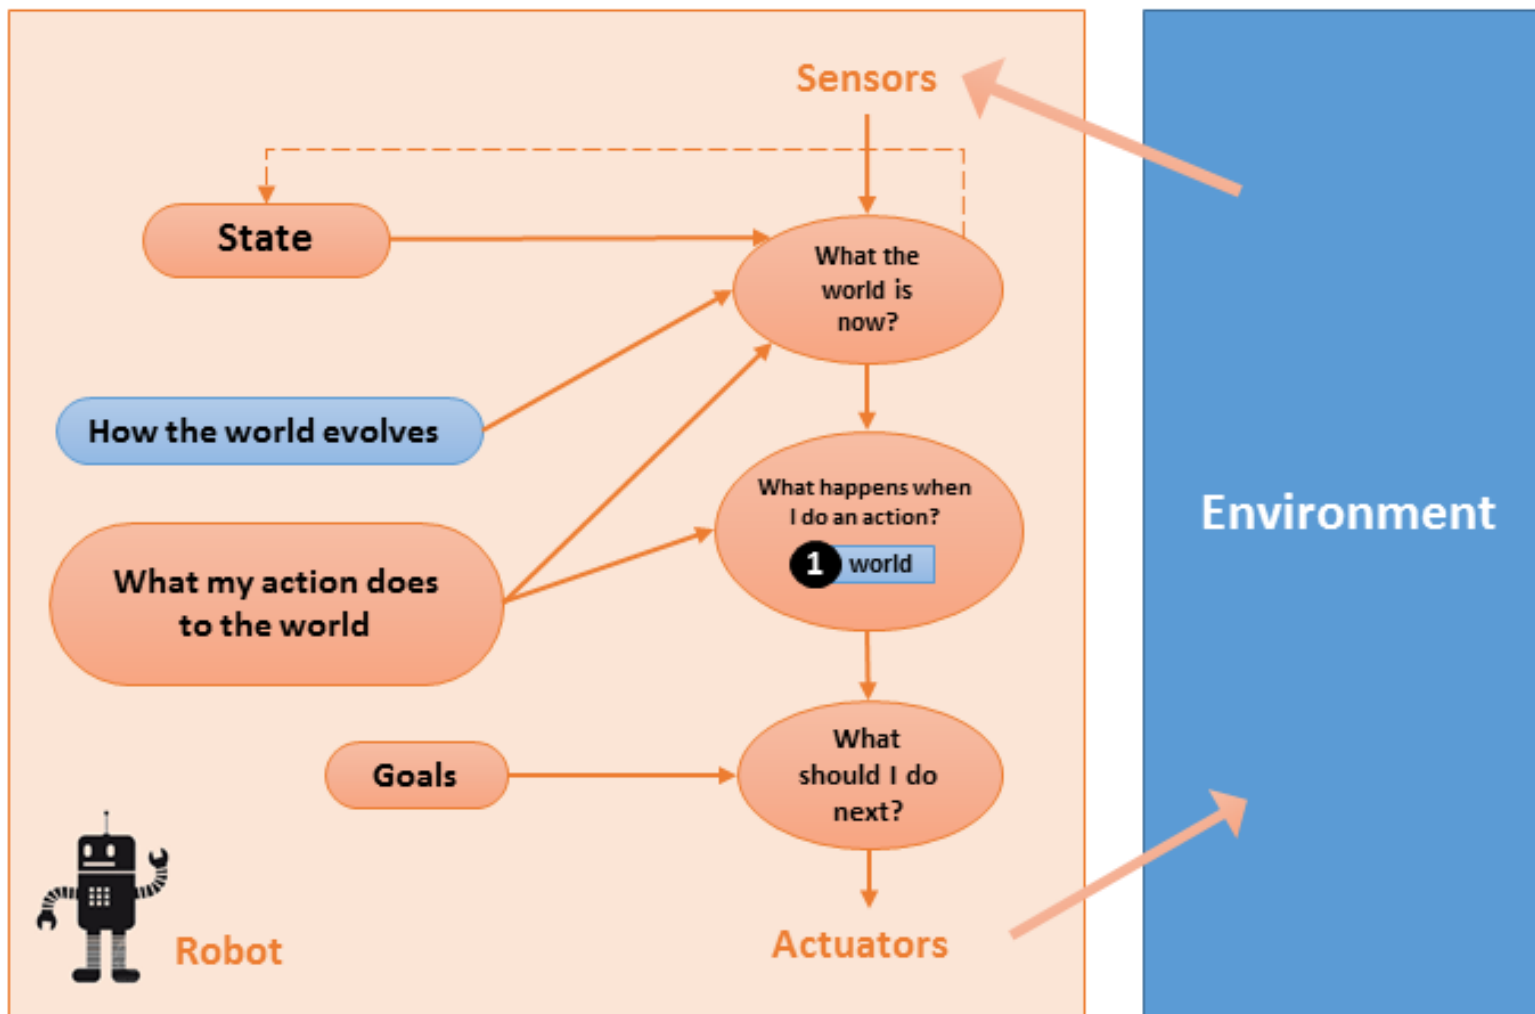 Sensors
State
What the
world is
now?
How the world evolves
What happens when
I do an action?
1 world
What my action does
to the world
Environment
Goals
What
should I do
next?
Robot
Actuators